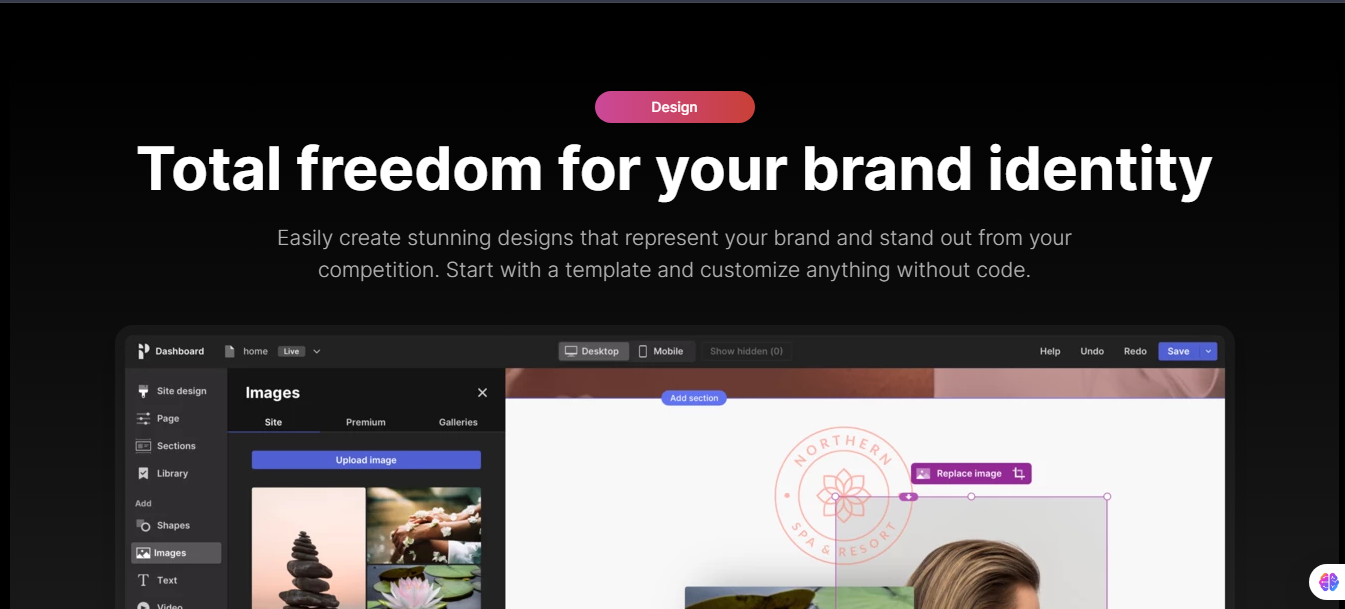 Design
Total freedom for your brand identity
Easily create stunning designs that represent your brand and stand out from your
competition. Start with a template and customize anything without code.
Dashboard home Live Desktop Mobile Show hidden (0) Help Undo Redo Save
Site design
Page
Sections
Library
Add
Shapes
Images
Text
Video
Images
Site Premium Galleries
Upload image
Add section
NORTHERN
SPA & RESORT
Replace image